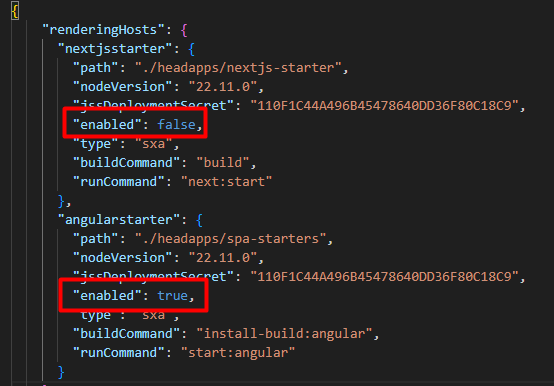 {
"renderingHosts": {
"nextjsstarter": {
"path": "./headapps/nextjs-starter",
"nodeVersion": "22.11.0",
"jssDeploymentSecret": "110F1C44A496B45478640DD36F80C18C9",
"enabled": false,
"type": "sxa",
"buildCommand": "build",
"runCommand": "next:start"
},
"angularstarter": {
"path": "./headapps/spa-starters",
"nodeVersion": "22.11.0",
"jssDeploymentSecret": "110F1C44A496B45478640DD36F80C18C9",
"enabled": true,
"type": "sxa",
"buildCommand": "install-build:angular",
"runCommand": "start:angular"
}